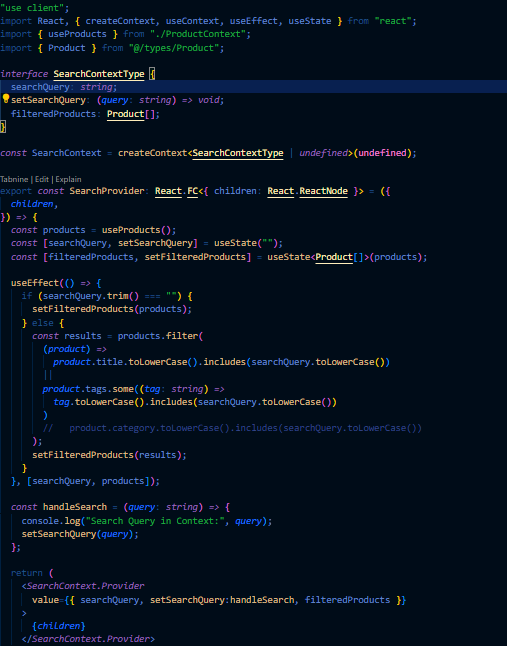 "use client";
import React, { createContext, useContext, useEffect, useState } from "react";
import { useProducts } from "./ProductContext";
import { Product } from "@/types/Product";

interface SearchContextType {
  searchQuery: string;
  setSearchQuery: (query: string) => void;
  filteredProducts: Product[];
}

const SearchContext = createContext<SearchContextType | undefined>(undefined);

Tabnine | Edit | Explain
export const SearchProvider: React.FC<{ children: React.ReactNode }> = ({
  children,
}) => {
  const products = useProducts();
  const [searchQuery, setSearchQuery] = useState("");
  const [filteredProducts, setFilteredProducts] = useState<Product[]>(products);

  useEffect(() => {
    if (searchQuery.trim() === "") {
      setFilteredProducts(products);
    } else {
      const results = products.filter(
        (product) =>
          product.title.toLowerCase().includes(searchQuery.toLowerCase())
        ||
        product.tags.some((tag: string) =>
          tag.toLowerCase().includes(searchQuery.toLowerCase())
        )
        //   product.category.toLowerCase().includes(searchQuery.toLowerCase())
      );
      setFilteredProducts(results);
    }
  }, [searchQuery, products]);

  const handleSearch = (query: string) => {
    console.log("Search Query in Context:", query);
    setSearchQuery(query);
  };

  return (
    <SearchContext.Provider
      value={{ searchQuery, setSearchQuery:handleSearch, filteredProducts }}
    >
      {children}
    </SearchContext.Provider>